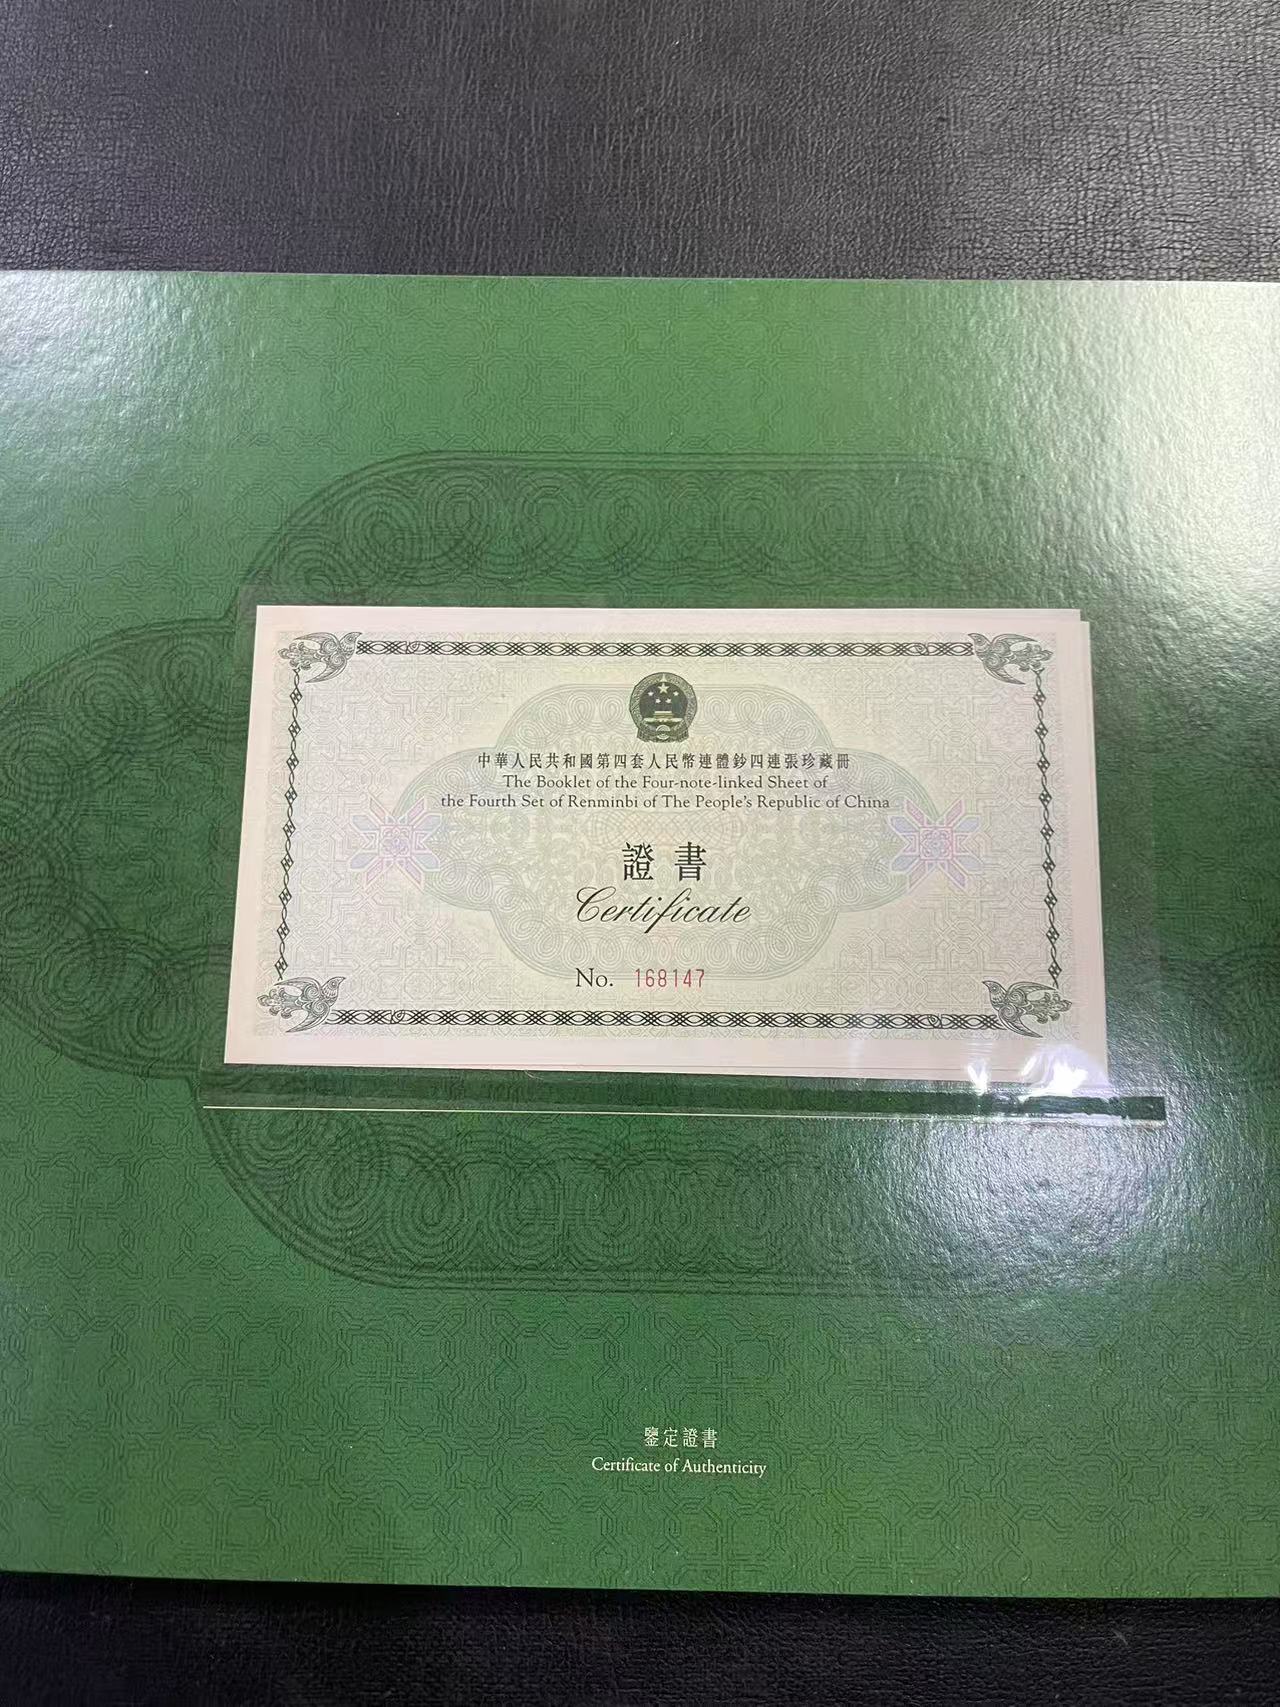 中華人民共和國第四套人民幣連體鈔四連張珍藏冊
The Booklet of the Four-note-linked Sheet of
the Fourth Set of Renminbi of The People's Republic of China
證書
Certificate
No. 168147
鑒定證書
Certificate of Authenticity